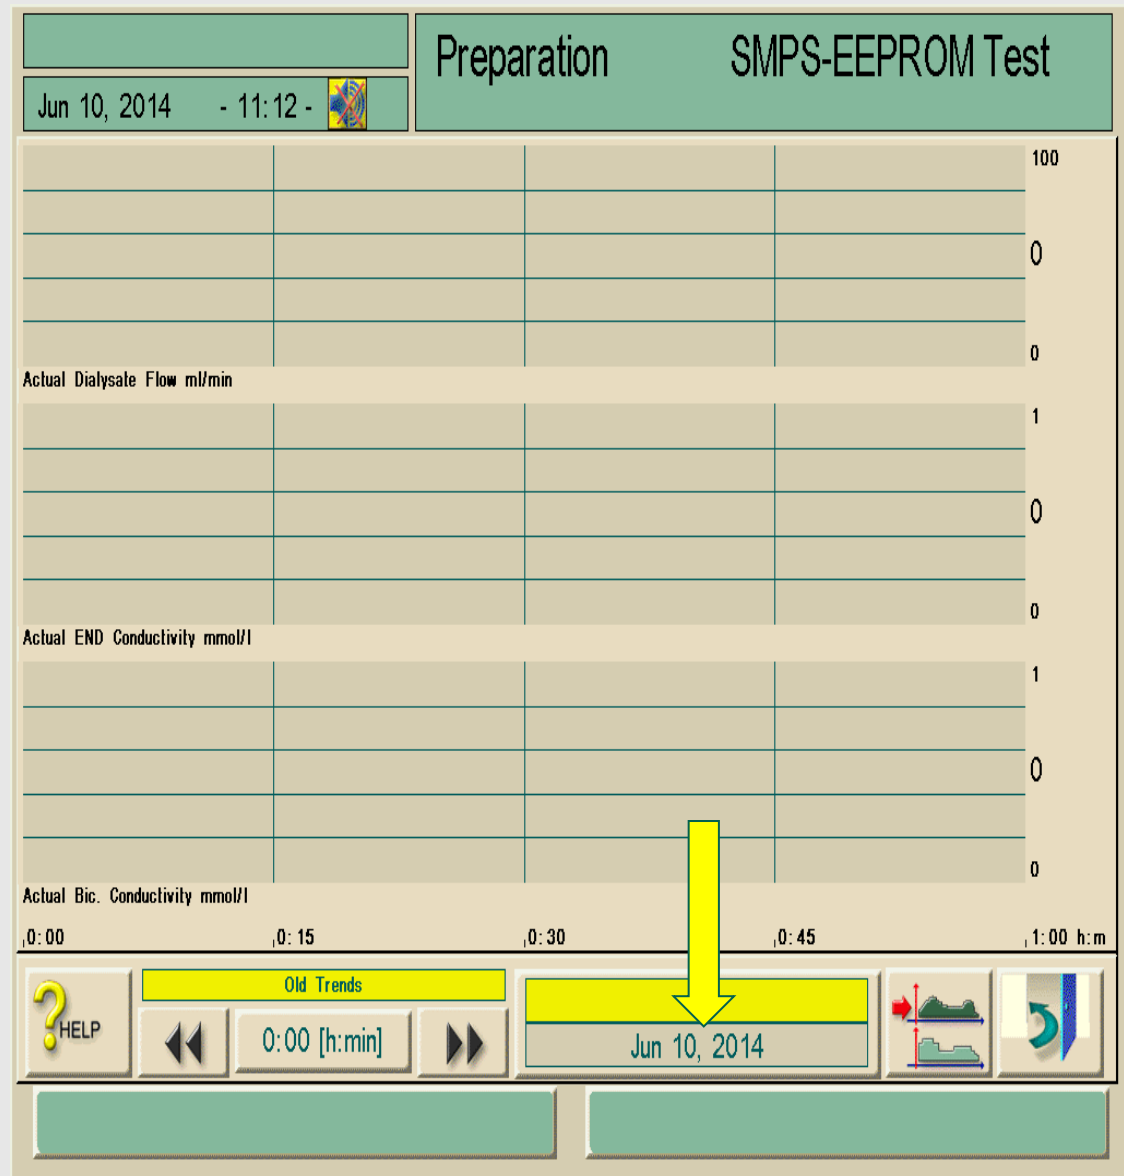 Preparation SMPS-EEPROM Test
Jun 10, 2014 - 11:12 -
100
0
0
Actual Dialysate Flow ml/min
1
0
0
Actual END Conductivity mmol/l
1
0
0
Actual Bic. Conductivity mmol/l
0:00 0:15 0:30 0:45 1:00 h:m
Old Trends
?HELP
0:00 [h:min]
Jun 10, 2014